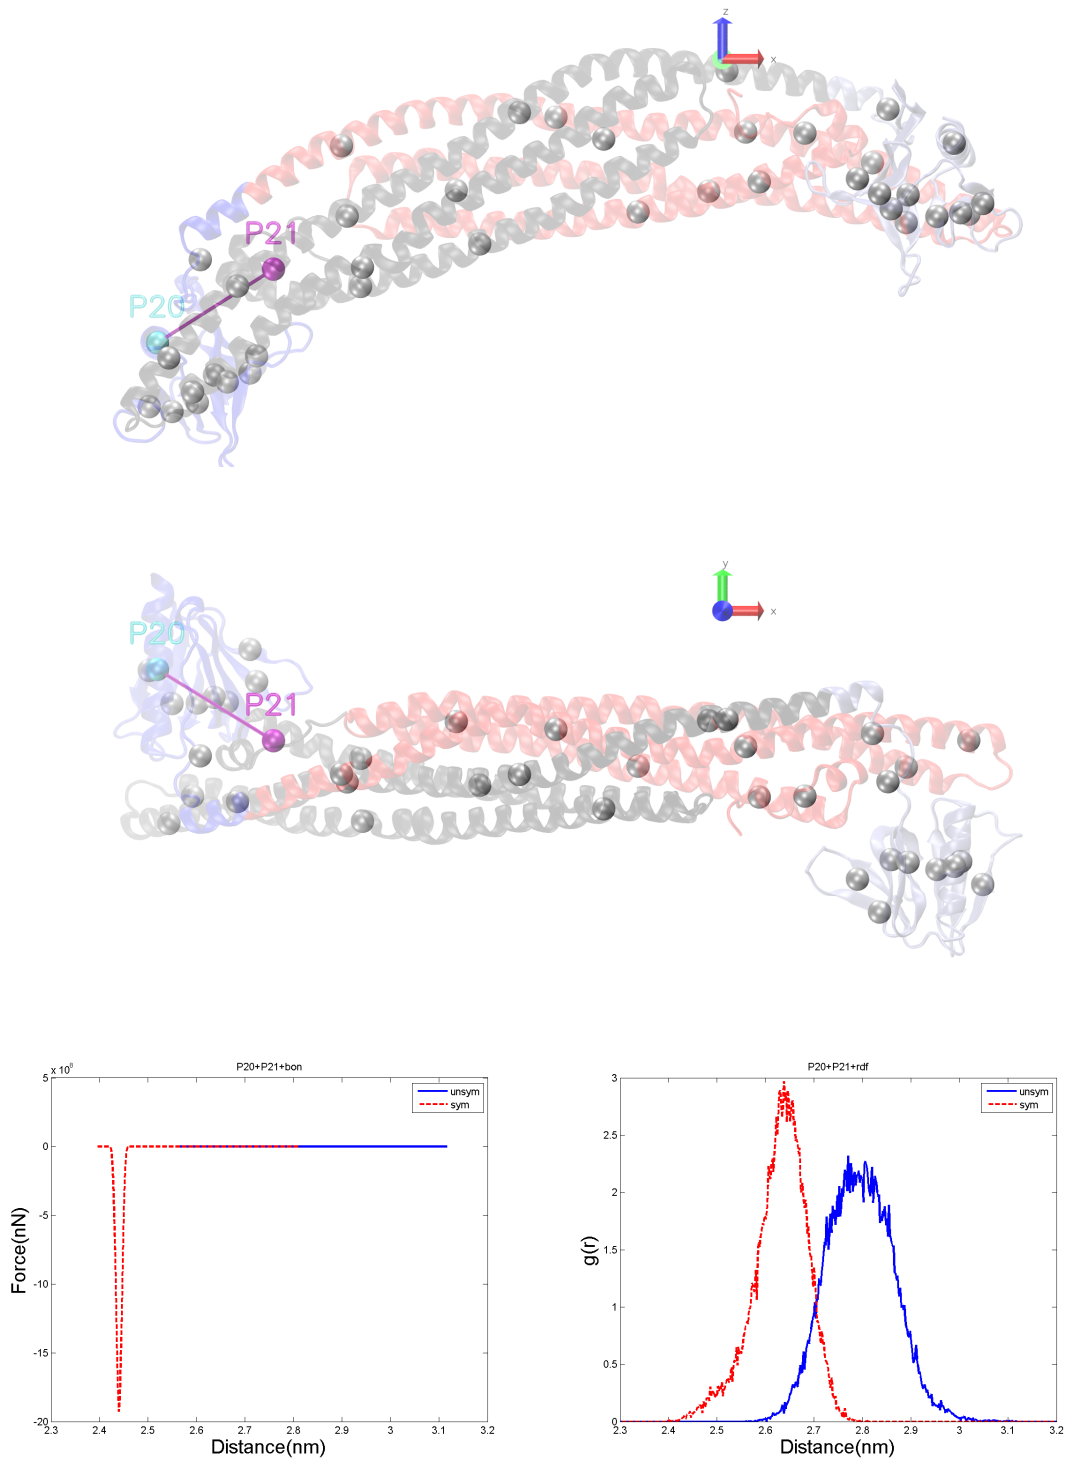 z
x
P21
P20
y
x
P20
P21
P20+P21+bon
x 10^8
5
0
-5
-10
-15
-20
Force(nN)
unsym
sym
2.3 2.4 2.5 2.6 2.7 2.8 2.9 3 3.1 3.2
Distance(nm)
P20+P21+rdf
3
2.5
2
1.5
1
0.5
0
g(r)
unsym
sym
2.3 2.4 2.5 2.6 2.7 2.8 2.9 3 3.1 3.2
Distance(nm)